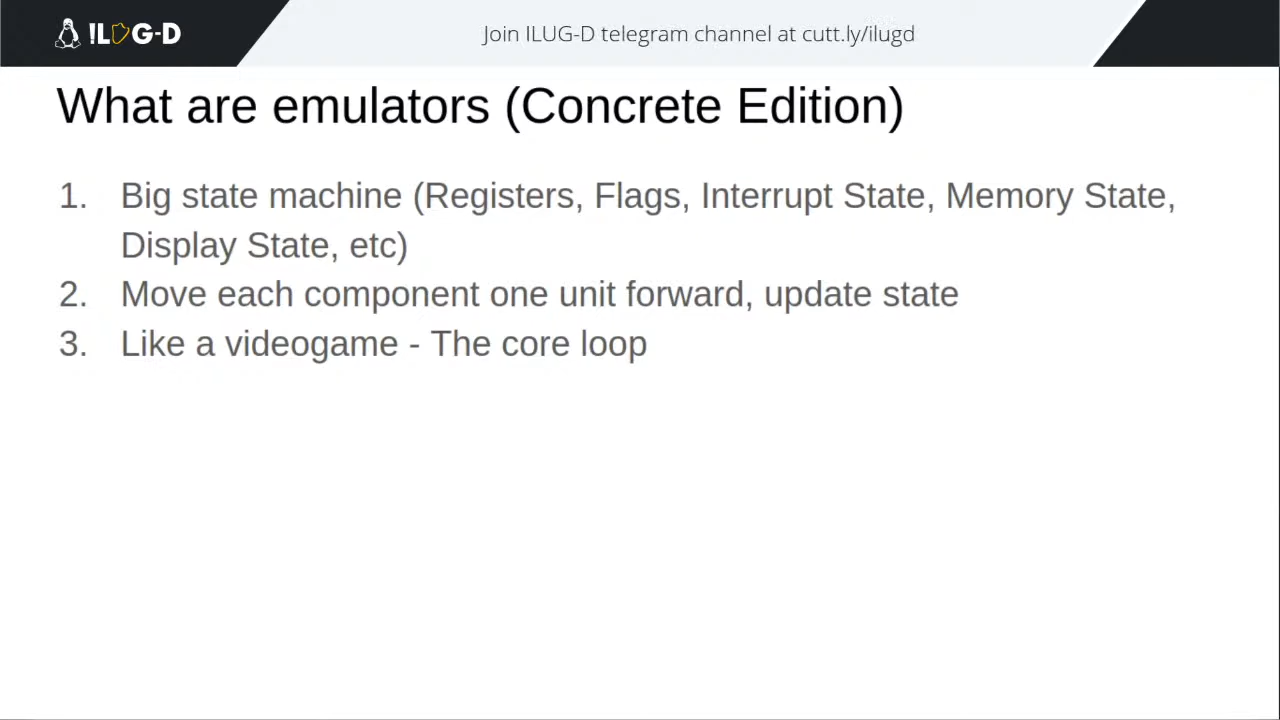 ILUG-D
Join ILUG-D telegram channel at cutt.ly/ilugd
What are emulators (Concrete Edition)
1. Big state machine (Registers, Flags, Interrupt State, Memory State,
Display State, etc)
2. Move each component one unit forward, update state
3. Like a videogame - The core loop